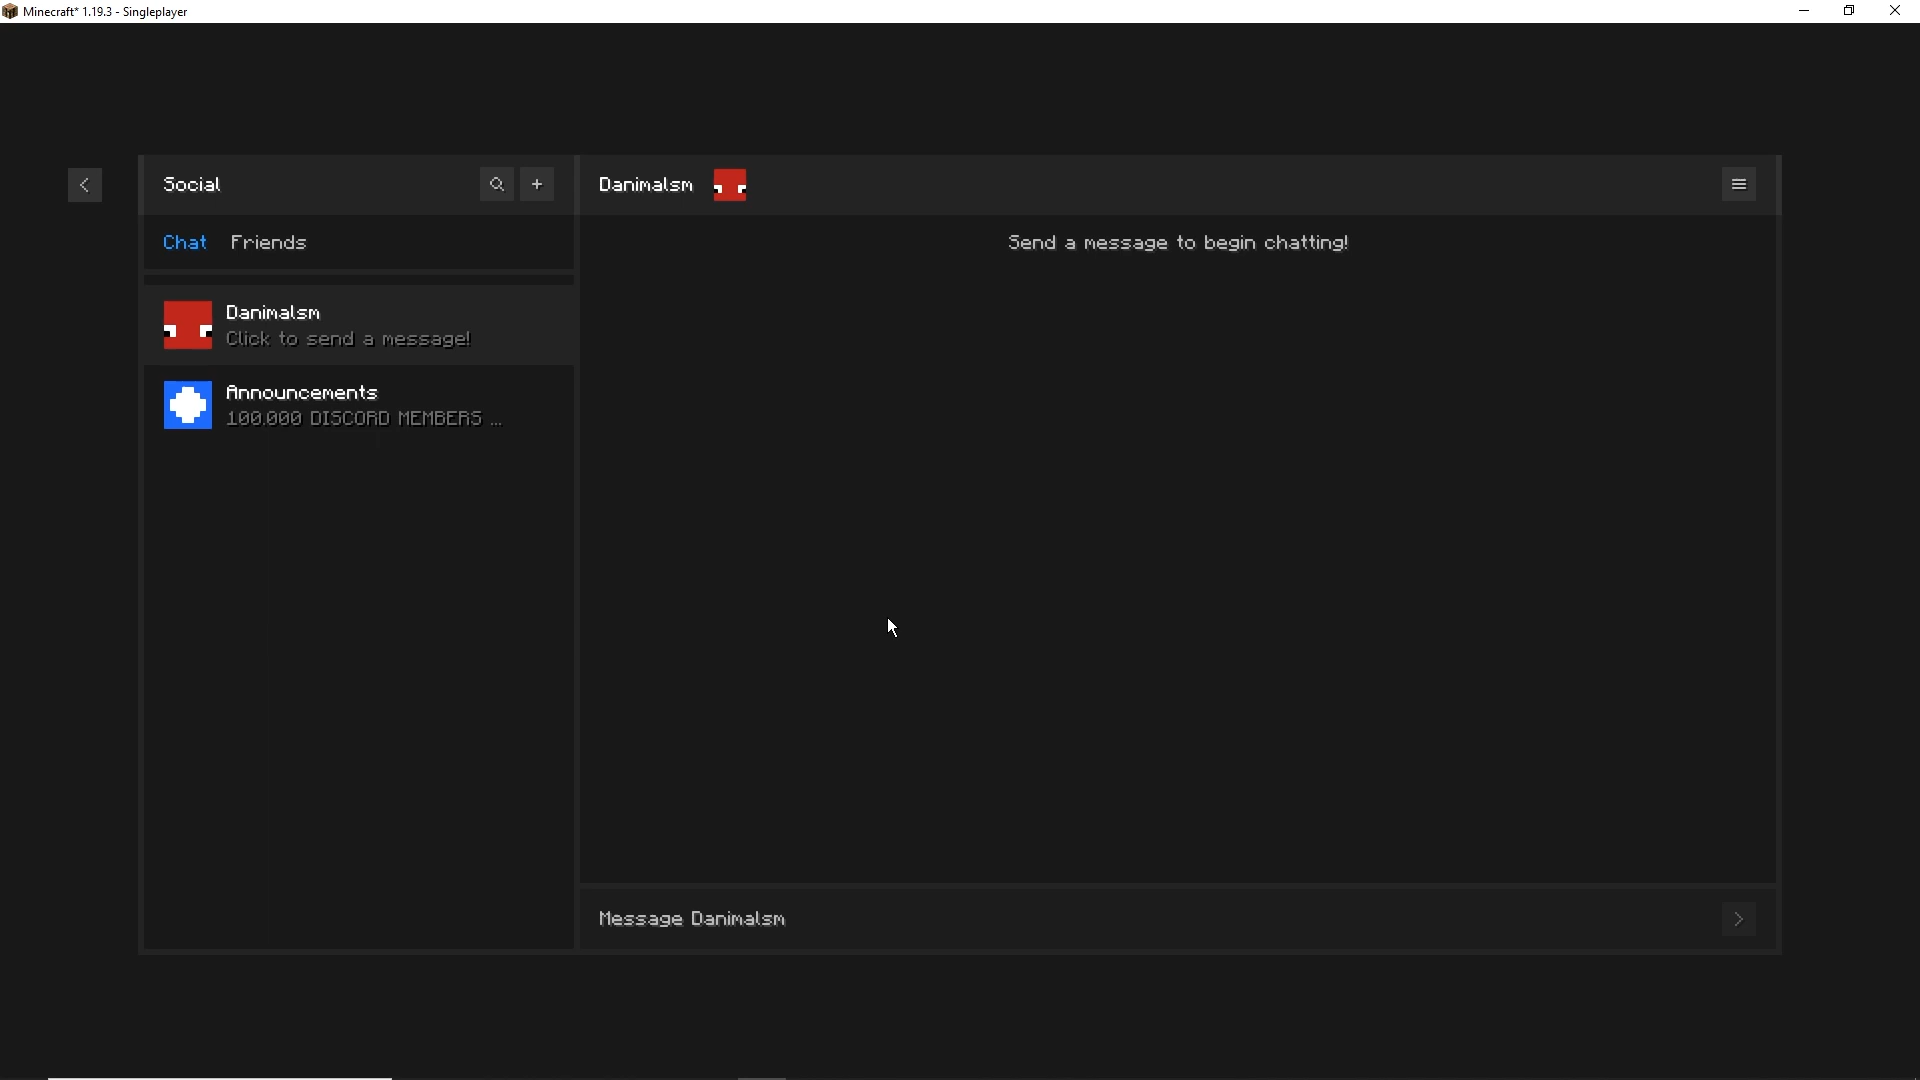 Minecraft* 1.19.3 - Singleplayer
Social
Danimalsm
Chat Friends
Send a message to begin chatting!
Danimalsm
Click to send a message!
Announcements
100.000 DISCORD MEMBERS ...
Message Danimalsm